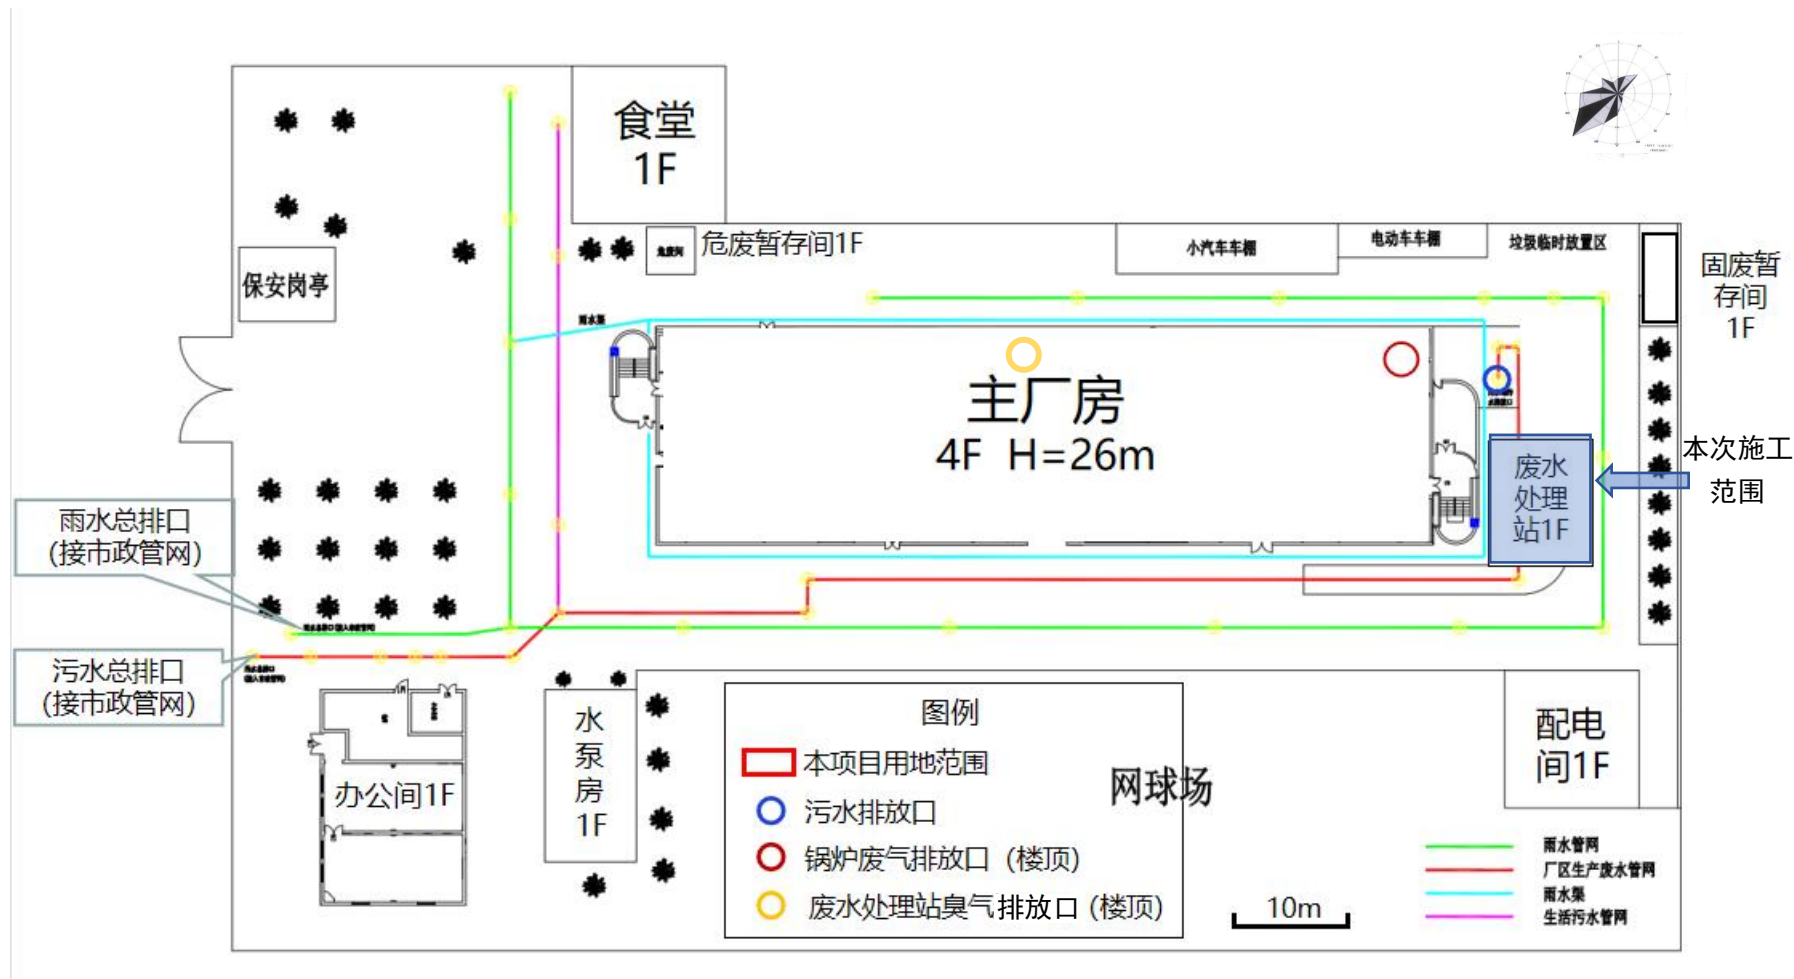 食堂
1F
危废间
危废暂存间1F
小汽车车棚
电动车车棚
垃圾临时放置区
固废暂
存间
1F
保安岗亭
雨水渠
主厂房
4F H=26m
废水
处理
站1F
本次施工
范围
雨水总排口
(接市政管网)
污水总排口
(接市政管网)
办公间1F
水
泵
房
1F
图例
本项目用地范围
污水排放口
锅炉废气排放口 (楼顶)
废水处理站臭气排放口 (楼顶)
网球场
配电
间1F
10m
雨水管网
厂区生产废水管网
雨水渠
生活污水管网